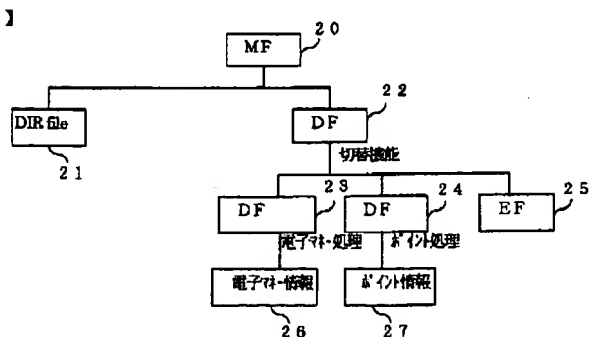 】
２０
MF
２２
DIR file
DF
２１
切替機能
２３
２４
２５
DF
DF
EF
電子マネー処理
ポイント処理
電子マネー情報
ポイント情報
２６
２７